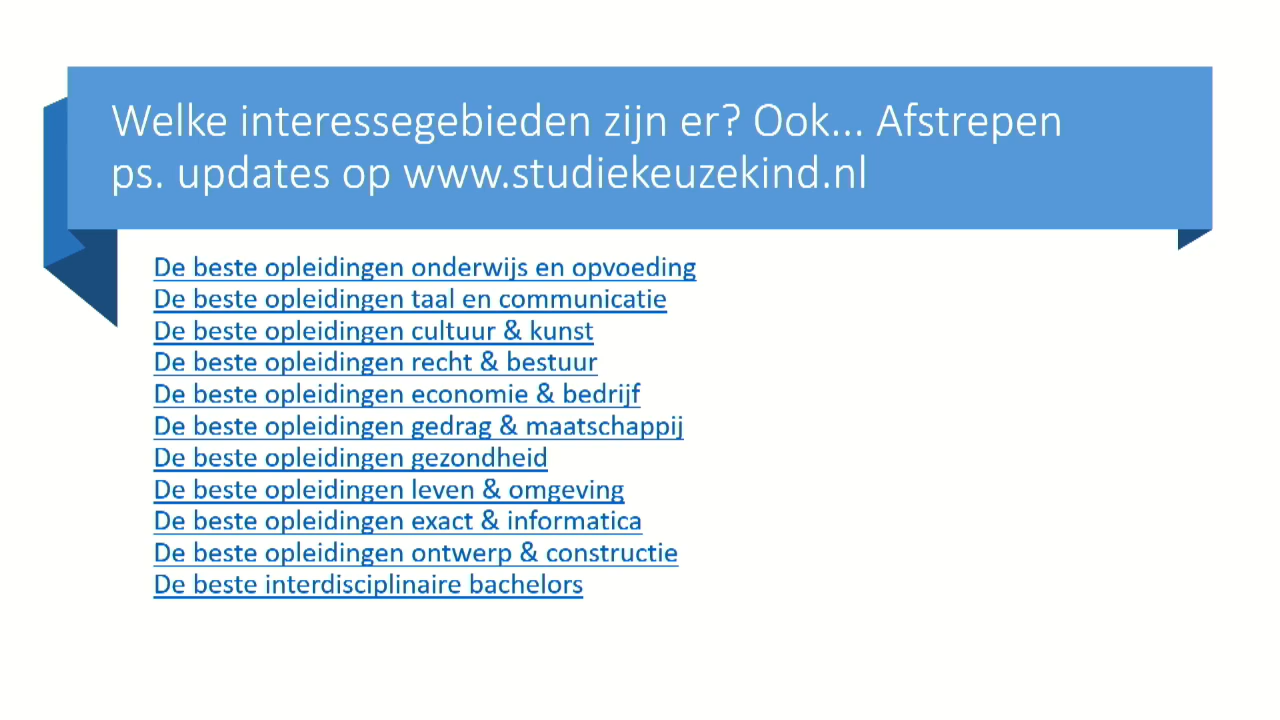 Welke interessegebieden zijn er? Ook... Afstrepen
ps. updates op www.studiekeuzekind.nl
De beste opleidingen onderwijs en opvoeding
De beste opleidingen taal en communicatie
De beste opleidingen cultuur & kunst
De beste opleidingen recht & bestuur
De beste opleidingen economie & bedrijf
De beste opleidingen gedrag & maatschappij
De beste opleidingen gezondheid
De beste opleidingen leven & omgeving
De beste opleidingen exact & informatica
De beste opleidingen ontwerp & constructie
De beste interdisciplinaire bachelors